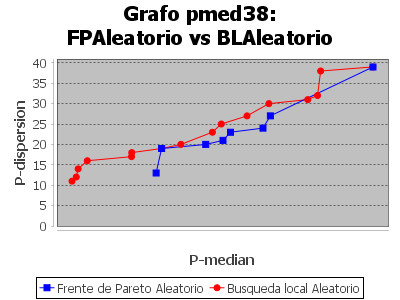 Grafo pmed38:
FPAleatorio vs BLAleatorio
P-dispersion
40
35
30
25
20
15
10
5
0
P-median
Frente de Pareto Aleatorio
Busqueda local Aleatorio